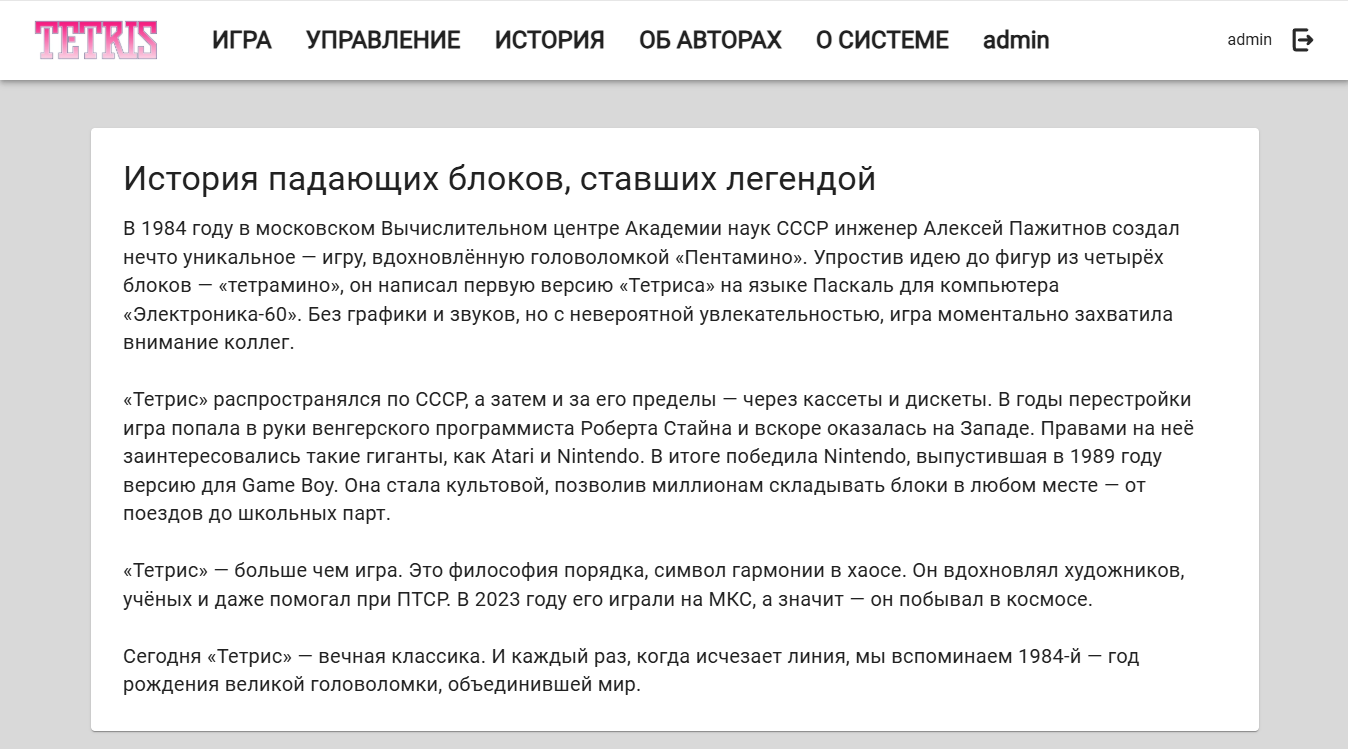 TETRIS ИГРА УПРАВЛЕНИЕ ИСТОРИЯ ОБ АВТОРАХ О СИСТЕМЕ admin admin
История падающих блоков, ставших легендой
В 1984 году в московском Вычислительном центре Академии наук СССР инженер Алексей Пажитнов создал
нечто уникальное — игру, вдохновлённую головоломкой «Пентамино». Упростив идею до фигур из четырёх
блоков — «тетрамино», он написал первую версию «Тетриса» на языке Паскаль для компьютера
«Электроника-60». Без графики и звуков, но с невероятной увлекательностью, игра моментально захватила
внимание коллег.
«Тетрис» распространялся по СССР, а затем и за его пределы — через кассеты и дискеты. В годы перестройки
игра попала в руки венгерского программиста Роберта Стайна и вскоре оказалась на Западе. Правами на неё
заинтересовались такие гиганты, как Atari и Nintendo. В итоге победила Nintendo, выпустившая в 1989 году
версию для Game Boy. Она стала культовой, позволив миллионам складывать блоки в любом месте — от
поездов до школьных парт.
«Тетрис» — больше чем игра. Это философия порядка, символ гармонии в хаосе. Он вдохновлял художников,
учёных и даже помогал при ПТСР. В 2023 году его играли на МКС, а значит — он побывал в космосе.
Сегодня «Тетрис» — вечная классика. И каждый раз, когда исчезает линия, мы вспоминаем 1984-й — год
рождения великой головоломки, объединившей мир.